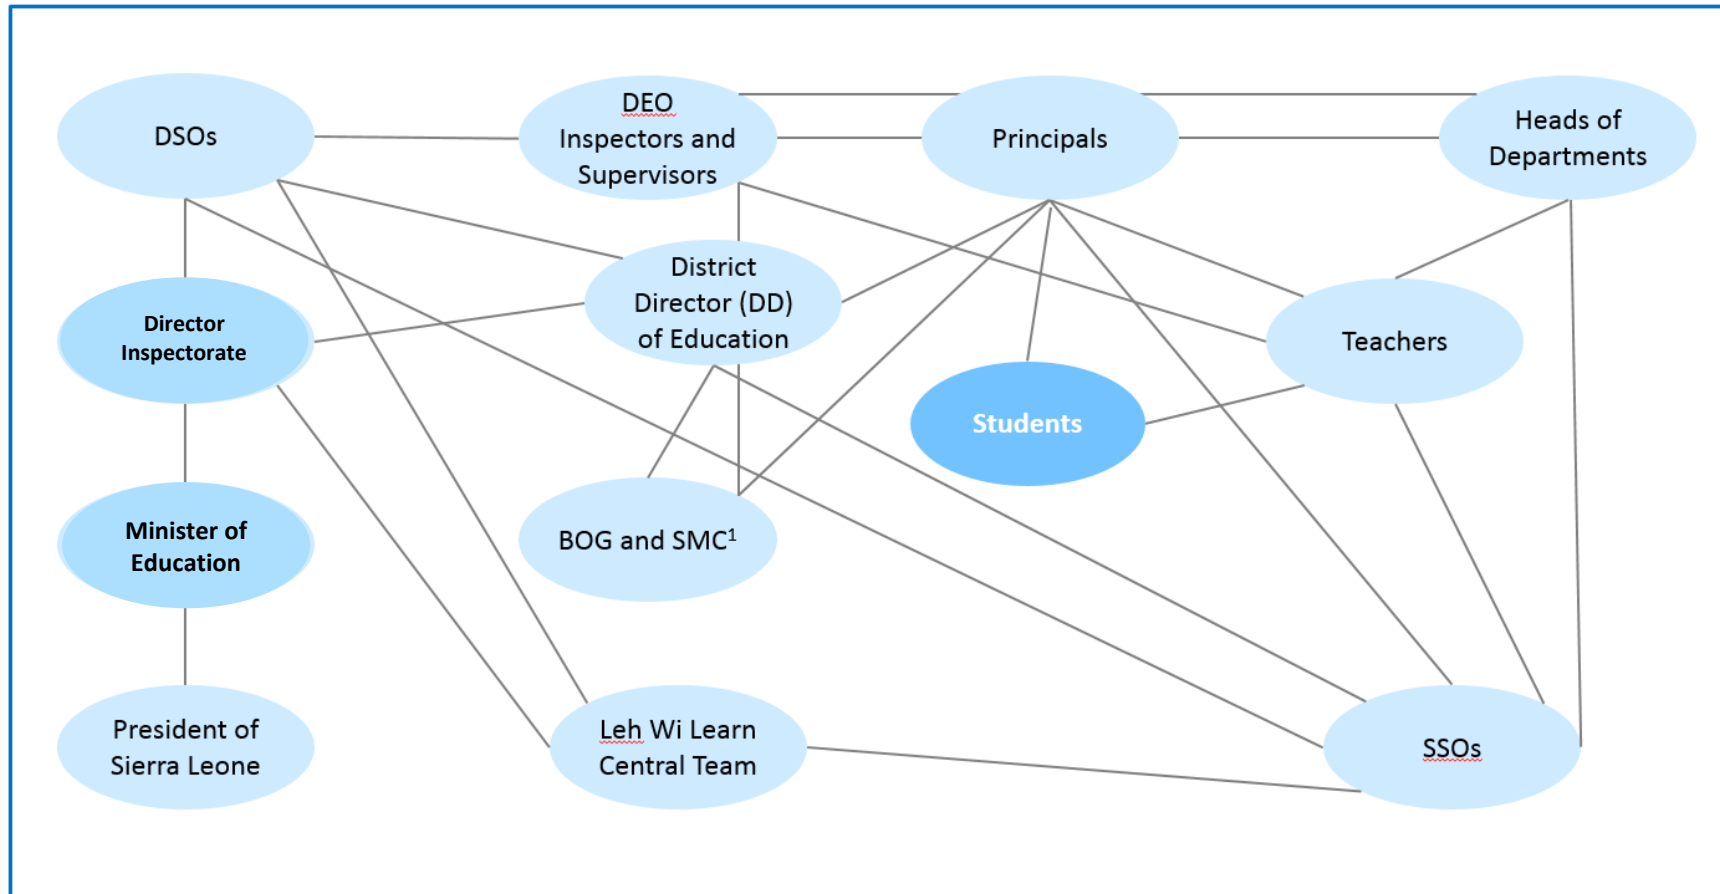 DSOs
DEO
Inspectors and
Supervisors
Principals
Heads of
Departments
District
Director (DD)
of Education
Director
Inspectorate
Teachers
Students
Minister of
Education
BOG and SMC¹
President of
Sierra Leone
Leh Wi Learn
Central Team
SSOs